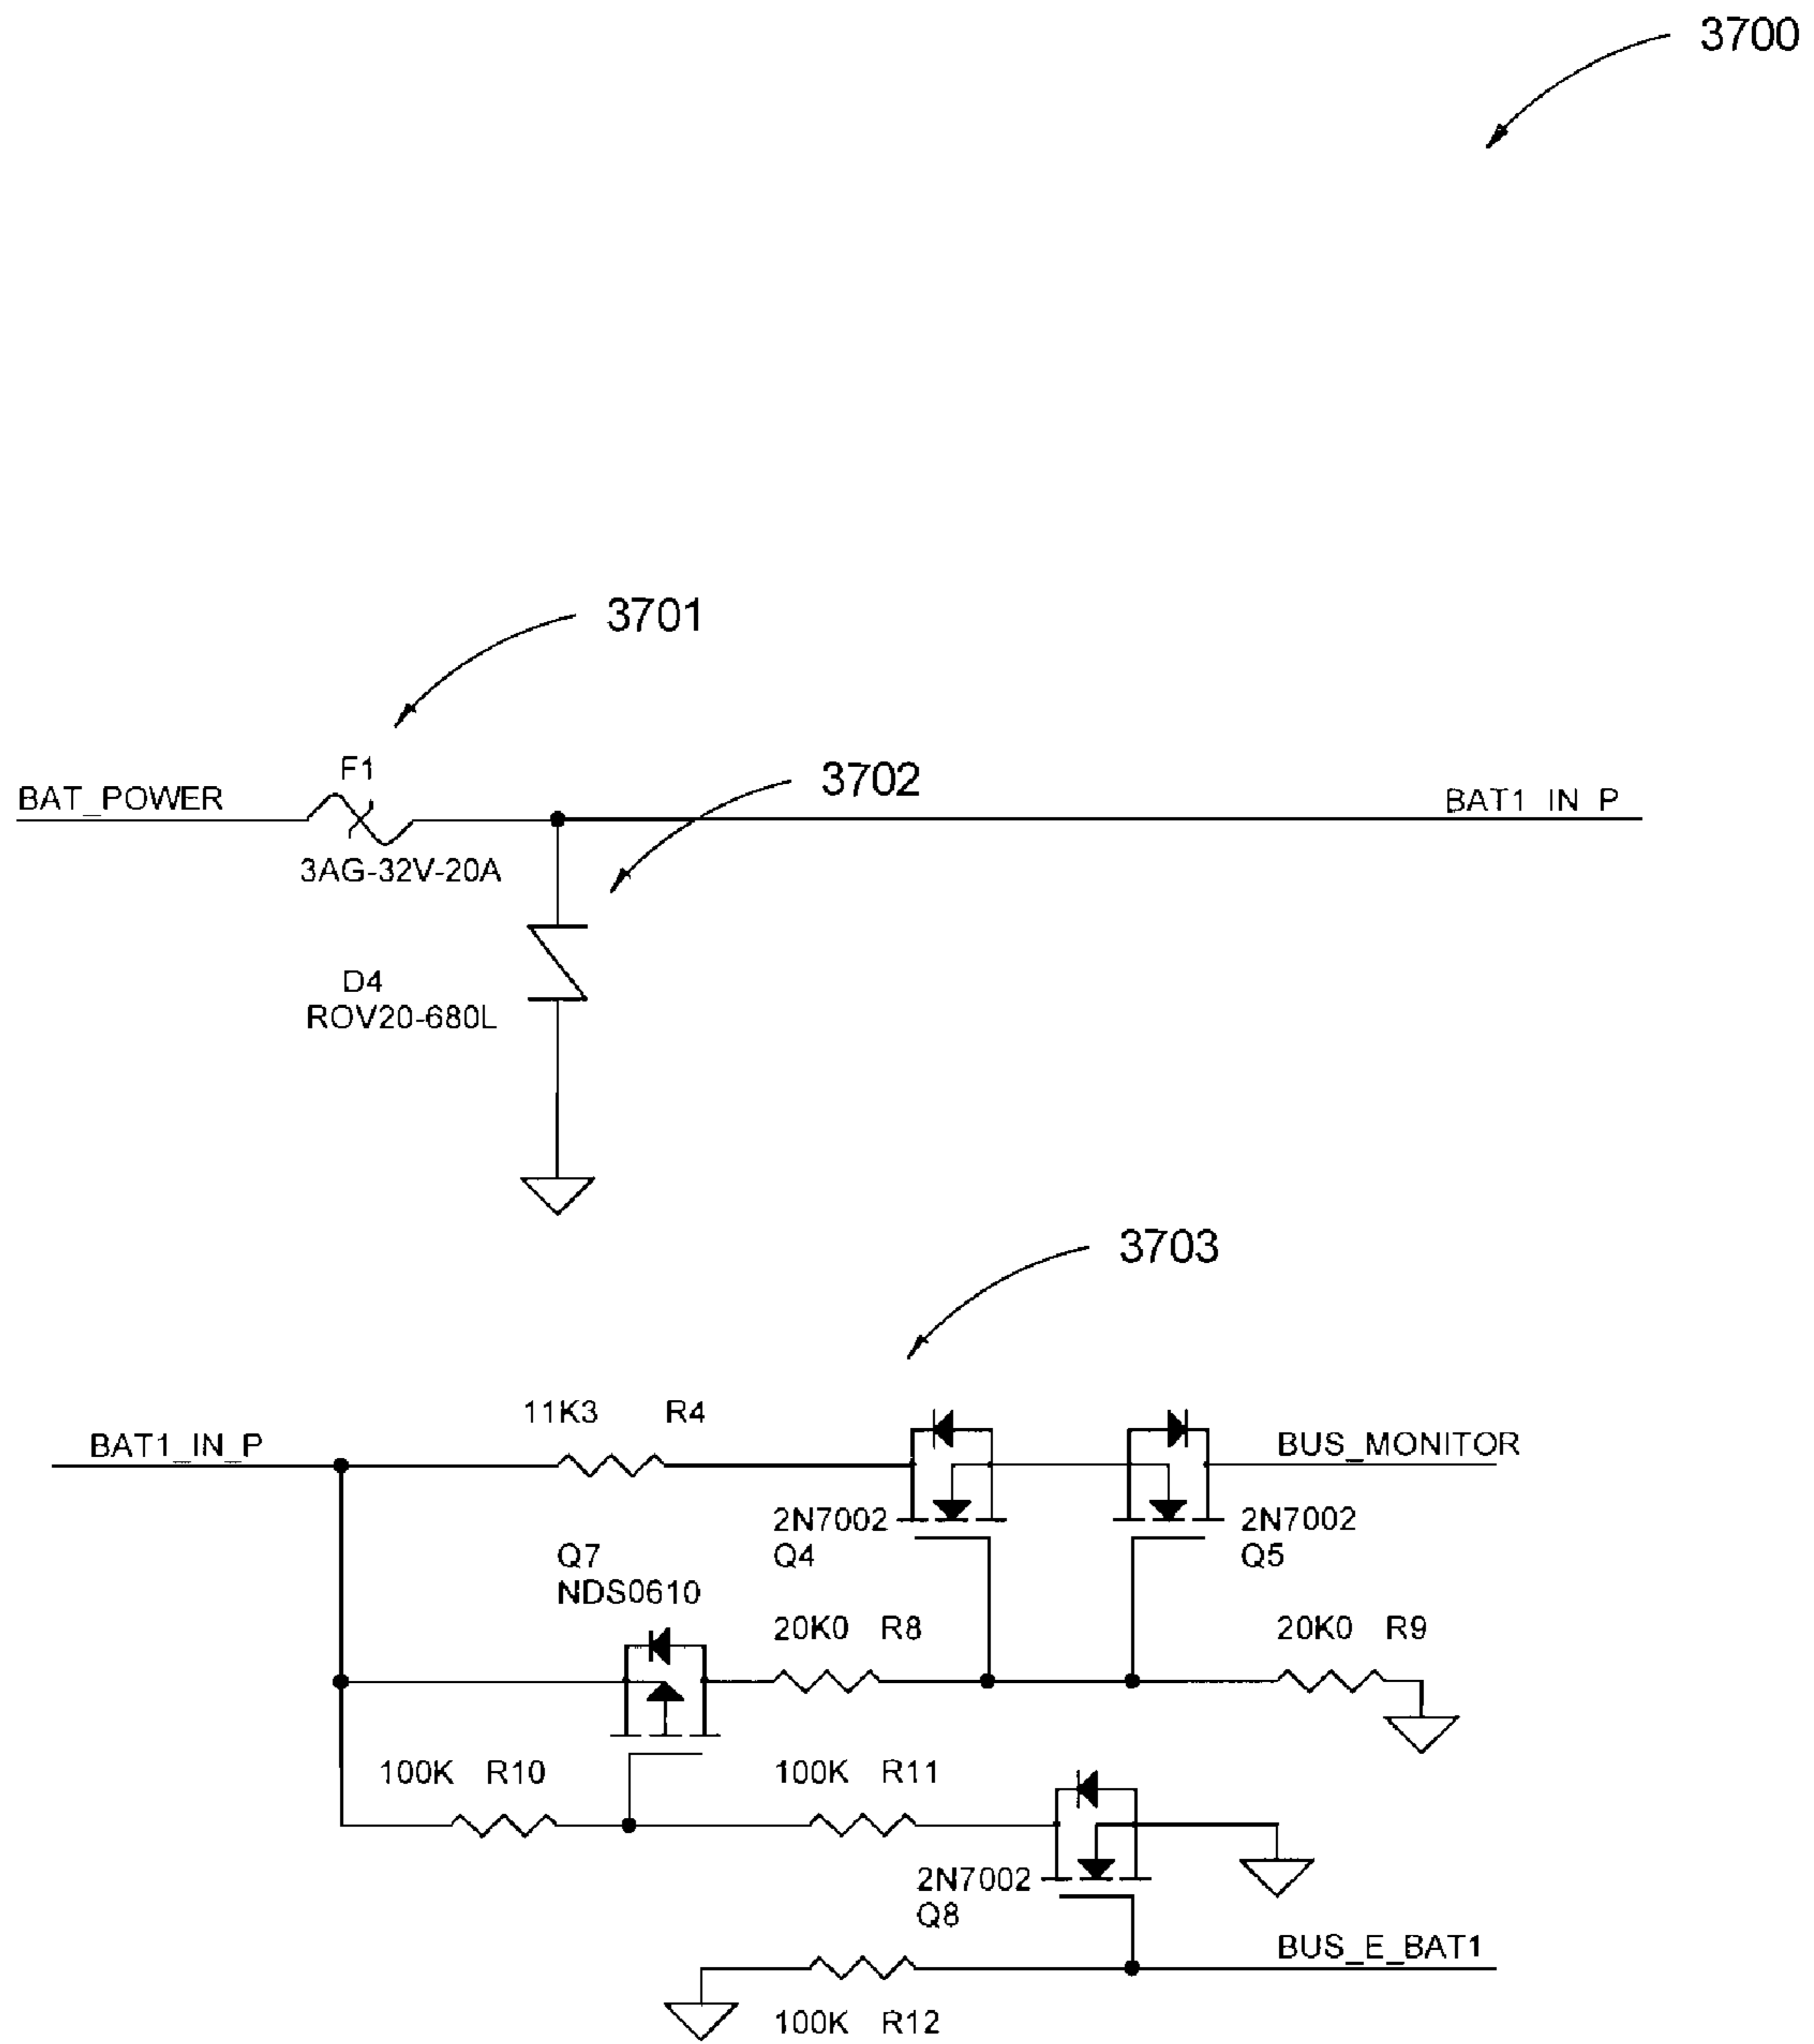 3700
3701
F1
BAT_POWER
3702
BAT1_IN_P
3AG-32V-20A
D4
ROV20-680L
3703
11K3 R4
BAT1_IN_P
BUS_MONITOR
2N7002
Q4
2N7002
Q5
Q7
NDS0610
20K0 R8
20K0 R9
100K R10
100K R11
2N7002
Q8
BUS_E_BAT1
100K R12